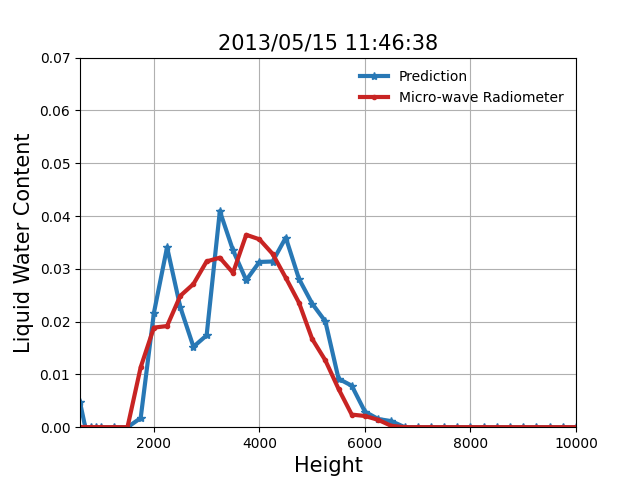 2013/05/15 11:46:38
0.07
0.06
0.05
0.04
0.03
0.02
0.01
0.00
Liquid Water Content
Prediction
Micro-wave Radiometer
2000 4000 6000 8000 10000
Height